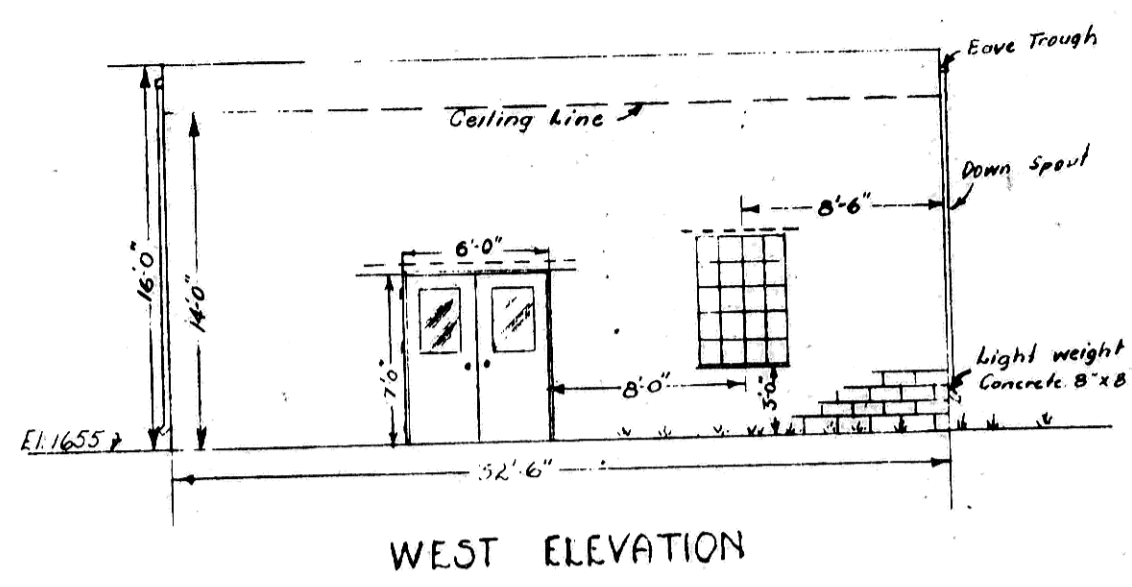 Eave Trough
Ceiling Line
Down Spout
8'-6"
6'-0"
16'-0"
14'-0"
7'-0"
8'-0"
3'-0"
Light weight
Concrete 8"x8
El. 1655
32'-6"
WEST ELEVATION